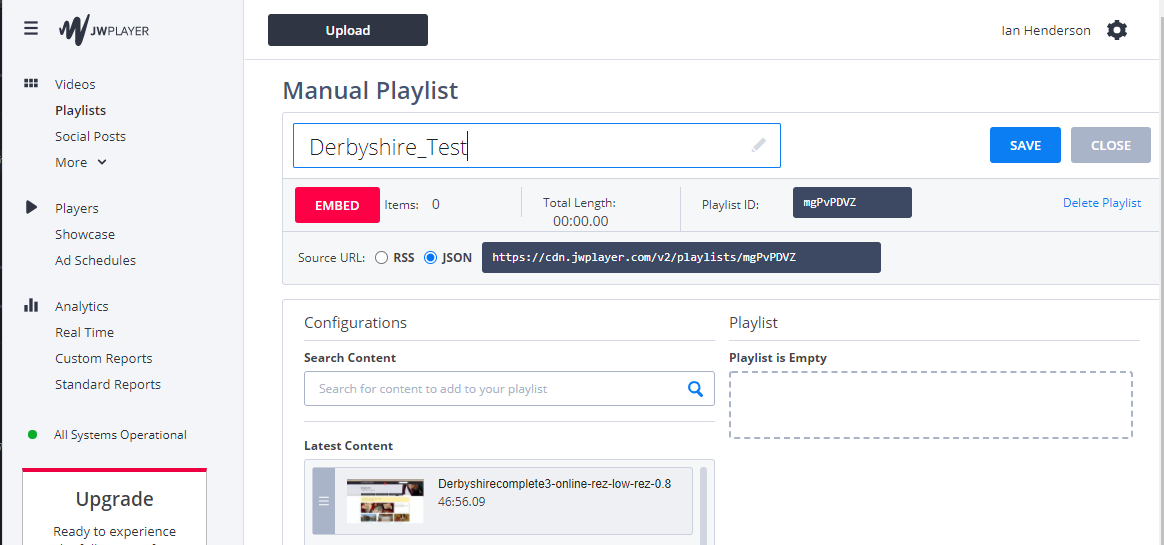 JWPLAYER
Upload
Ian Henderson
Videos
Playlists
Social Posts
More
Players
Showcase
Ad Schedules
Analytics
Real Time
Custom Reports
Standard Reports
All Systems Operational
Upgrade
Ready to experience
Manual Playlist
Derbyshire_Test
SAVE
CLOSE
EMBED
Items: 0
Total Length:
00:00.00
Playlist ID:
mgPvPDVZ
Delete Playlist
Source URL:
RSS
JSON
https://cdn.jwplayer.com/v2/playlists/mgPvPDVZ
Configurations
Search Content
Search for content to add to your playlist
Latest Content
Derbyshirecomplete3-online-rez-low-rez-0.8
46:56.09
Playlist
Playlist is Empty